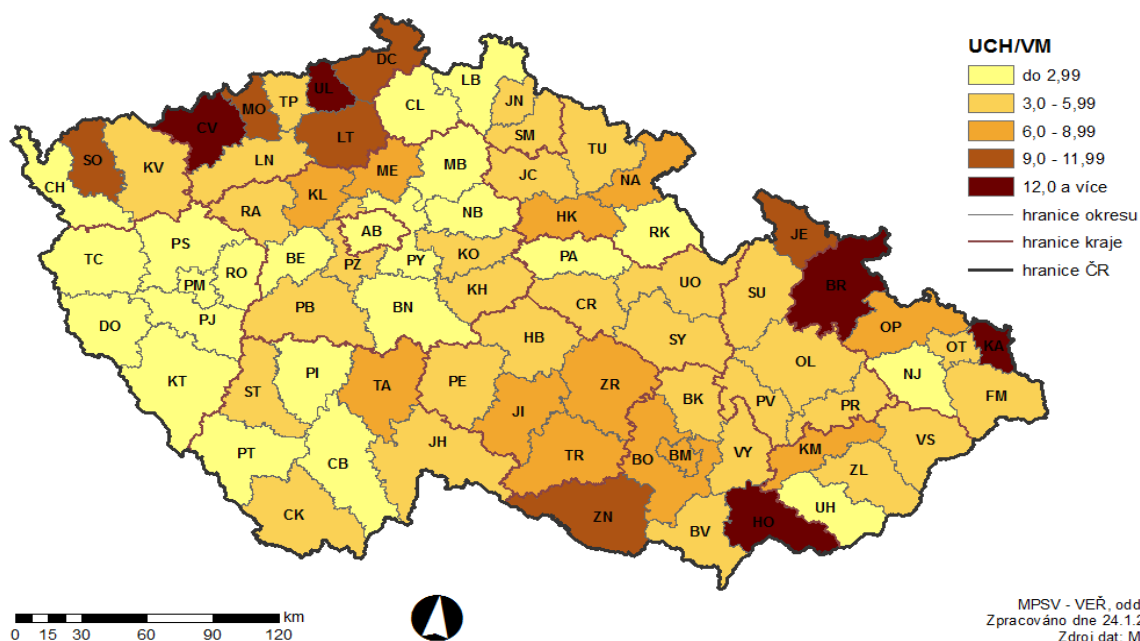 DC
LB
UL
UCH/VM
do 2,99
3,0 - 5,99
6,0 - 8,99
9,0 - 11,99
12,0 a více
hranice okresu
hranice kraje
hranice ČR
MO
TP
CL
JN
CV
LT
SM
SO
KV
LN
MB
TU
CH
ME
JC
NA
KL
RA
NB
HK
AB
RK
JE
PS
TC
RO
BE
PZ
PY
KO
PA
PM
KH
UO
SU
BR
DO
PJ
PB
BN
CR
OP
HB
SY
OT
KA
OL
KT
PI
NJ
ST
TA
PE
ZR
FM
BK
PV
PR
JI
JH
VS
PT
CB
TR
BO
BM
VY
KM
ZL
CK
ZN
HO
UH
BV
km
0 15 30 60 90 120
MPSV - VEŘ, odd
Zpracováno dne 24.1.2
Zdroj dat: M